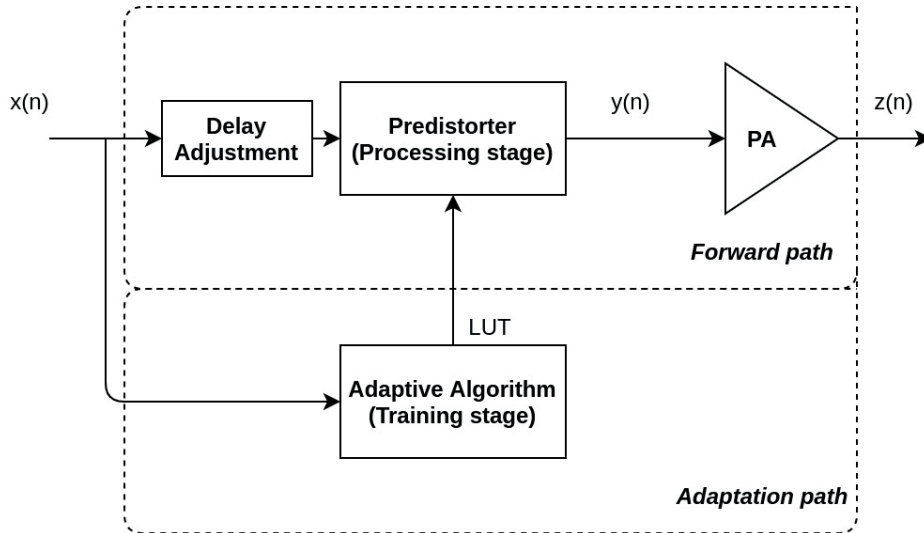 x(n)
Delay
Adjustment
Predistorter
(Processing stage)
y(n)
PA
z(n)
Forward path
LUT
Adaptive Algorithm
(Training stage)
Adaptation path